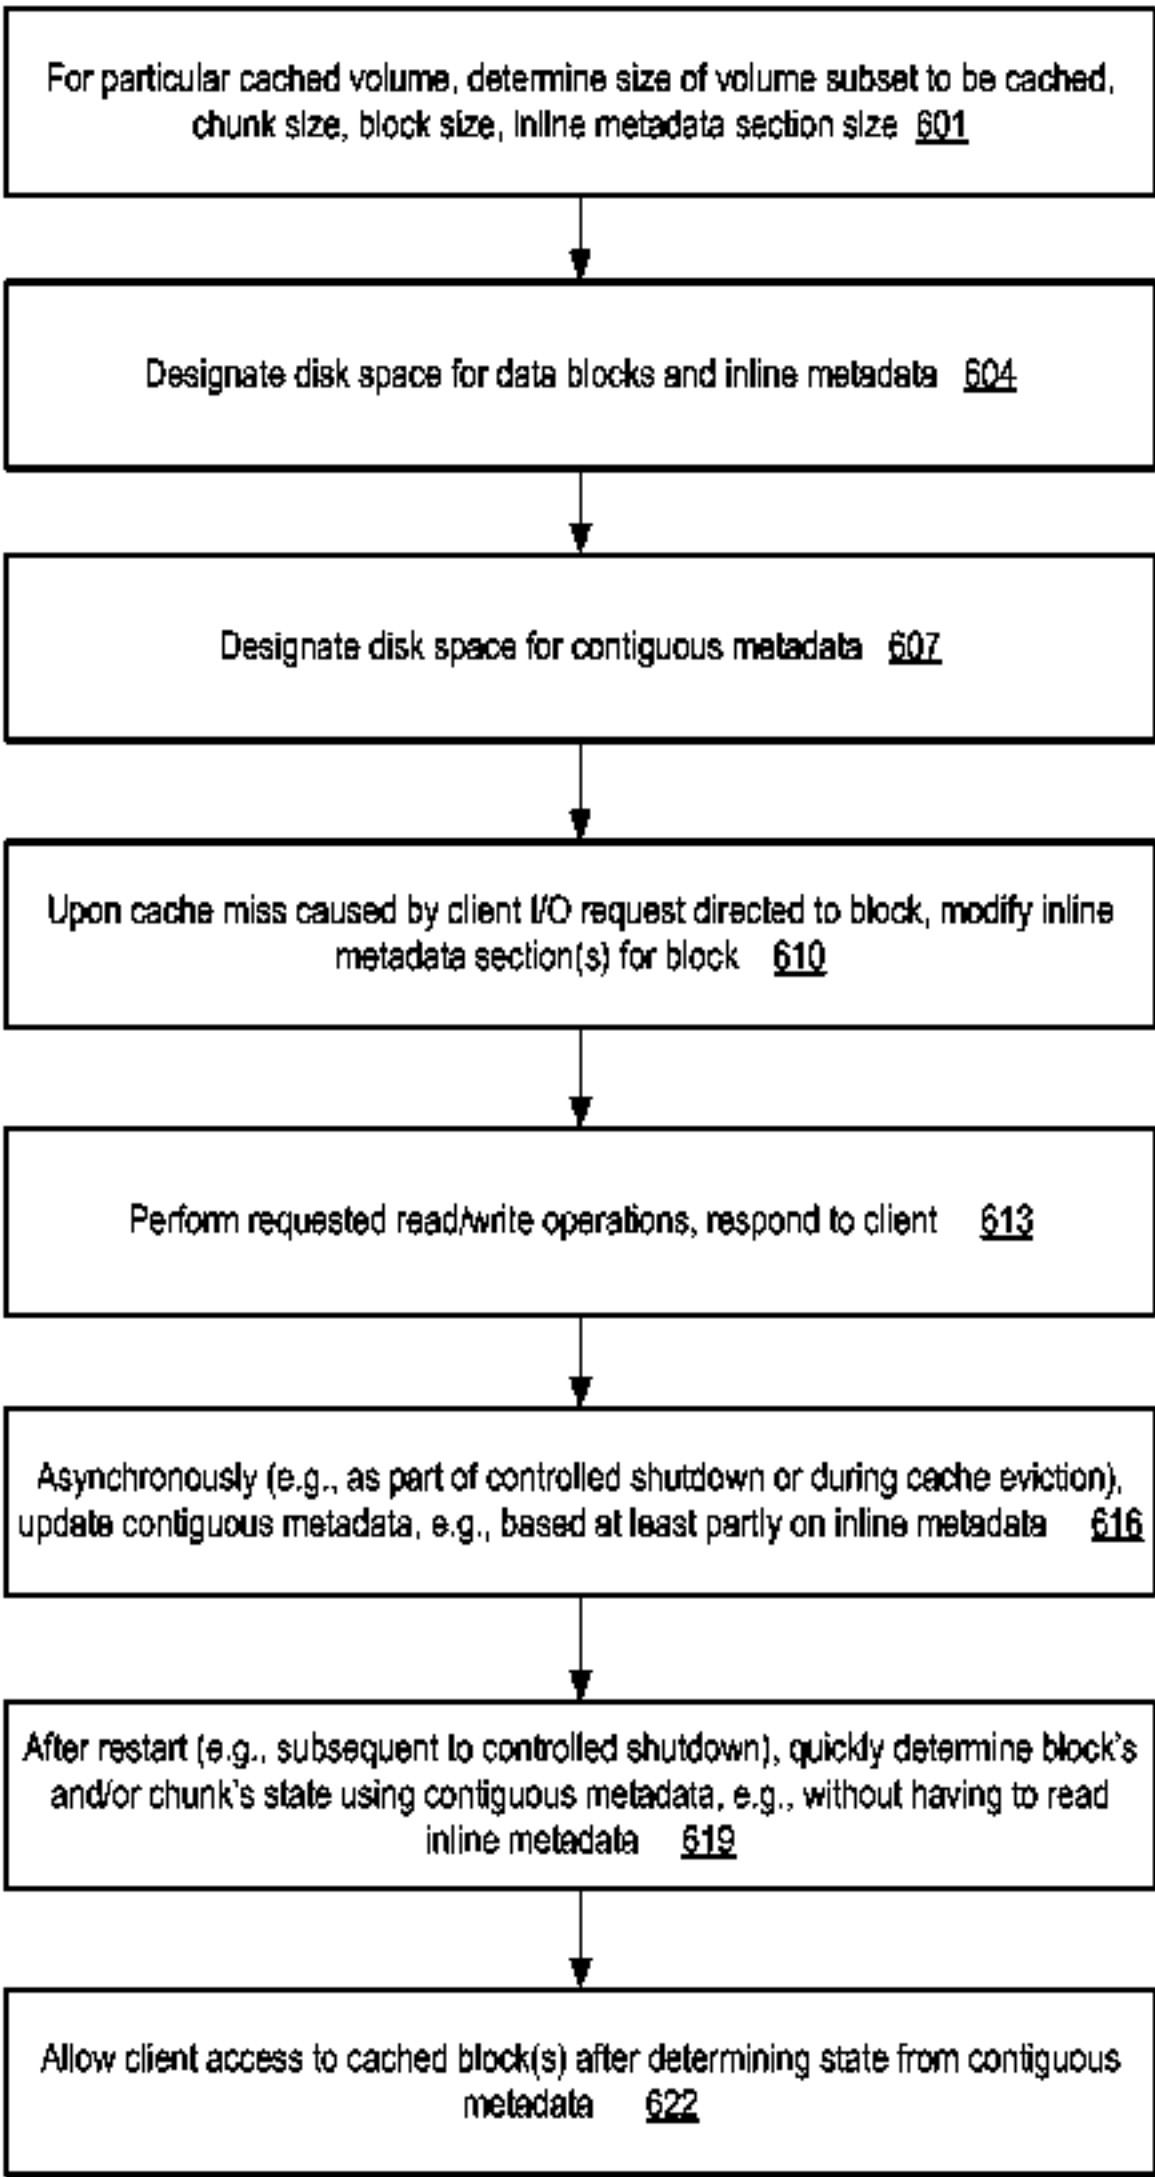 For particular cached volume, determine size of volume subset to be cached,
chunk size, block size, inline metadata section size 601
Designate disk space for data blocks and inline metadata 604
Designate disk space for contiguous metadata 607
Upon cache miss caused by client I/O request directed to block, modify inline
metadata section(s) for block 610
Perform requested read/write operations, respond to client 613
Asynchronously (e.g., as part of controlled shutdown or during cache eviction),
update contiguous metadata, e.g., based at least partly on inline metadata 616
After restart (e.g., subsequent to controlled shutdown), quickly determine block's
and/or chunk's state using contiguous metadata, e.g., without having to read
inline metadata 619
Allow client access to cached block(s) after determining state from contiguous
metadata 622